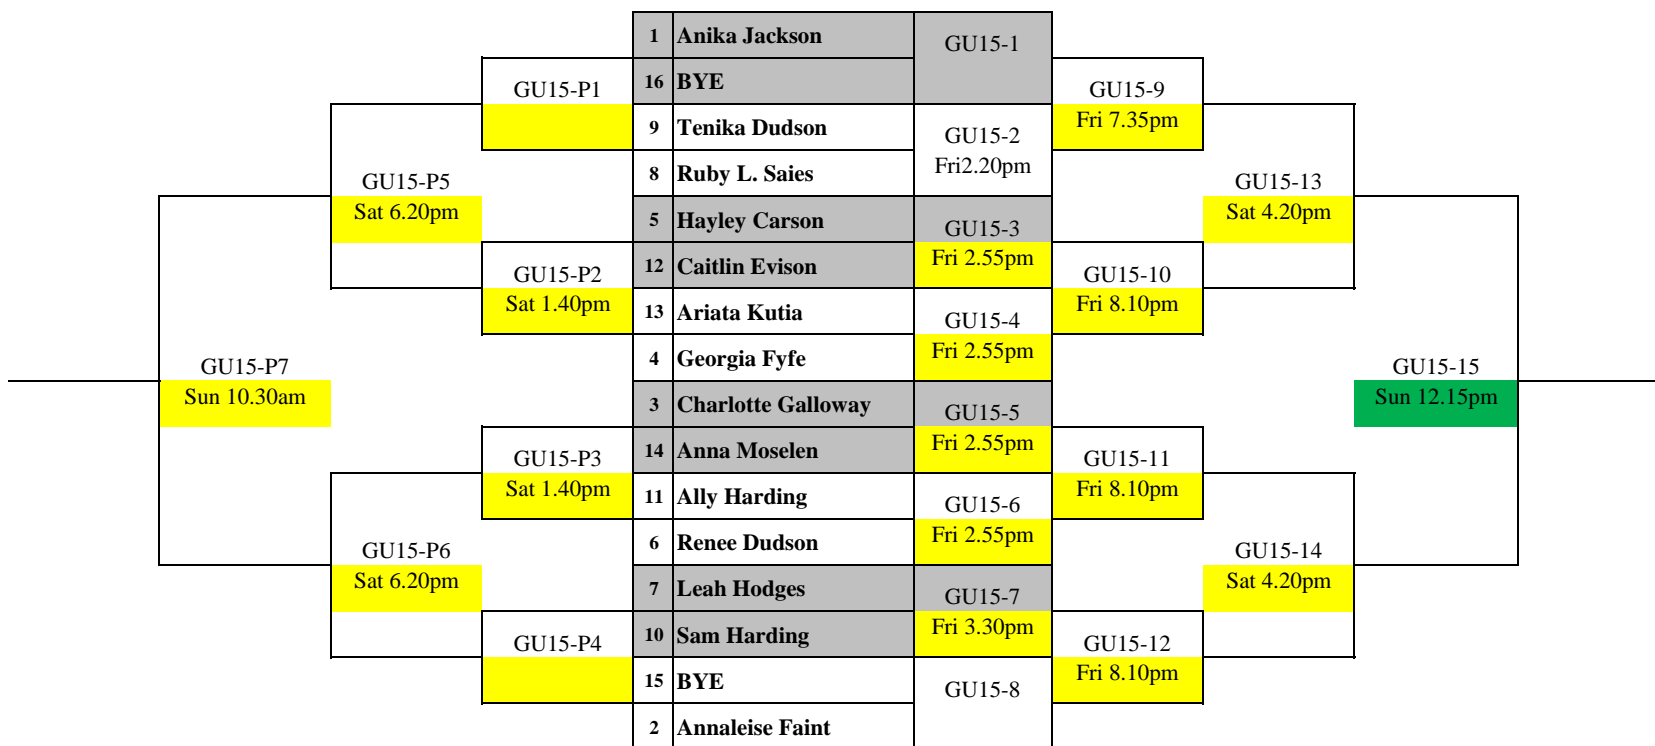 1 Anika Jackson GU15-1
GU15-P1 16 BYE GU15-9
9 Tenika Dudson GU15-2 Fri 7.35pm
GU15-P5 8 Ruby L. Saies Fri2.20pm GU15-13
Sat 6.20pm 5 Hayley Carson GU15-3 Sat 4.20pm
GU15-P2 12 Caitlin Evison Fri 2.55pm GU15-10
Sat 1.40pm 13 Ariata Kutia GU15-4 Fri 8.10pm
GU15-P7 4 Georgia Fyfe Fri 2.55pm GU15-15
Sun 10.30am 3 Charlotte Galloway GU15-5 Sun 12.15pm
GU15-P3 14 Anna Moselen Fri 2.55pm GU15-11
Sat 1.40pm 11 Ally Harding GU15-6 Fri 8.10pm
GU15-P6 6 Renee Dudson Fri 2.55pm GU15-14
Sat 6.20pm 7 Leah Hodges GU15-7 Sat 4.20pm
GU15-P4 10 Sam Harding Fri 3.30pm GU15-12
15 BYE GU15-8 Fri 8.10pm
2 Annaleise Faint